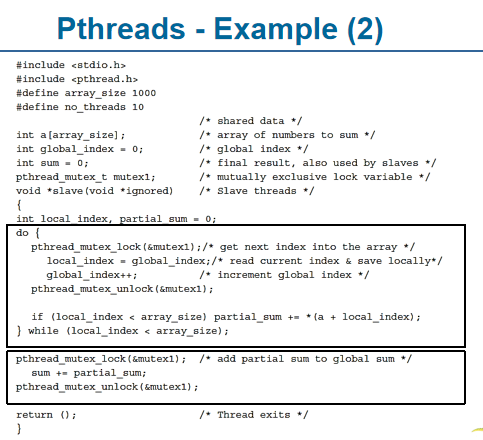 Pthreads - Example (2)
#include <stdio.h>
#include <pthread.h>
#define array_size 1000
#define no_threads 10
/* shared data */
int a[array_size]; /* array of numbers to sum */
int global_index = 0; /* global index */
int sum = 0; /* final result, also used by slaves */
pthread_mutex_t mutex1; /* mutually exclusive lock variable */
void *slave(void *ignored) /* Slave threads */
{
int local_index, partial_sum = 0;
do {
pthread_mutex_lock(&mutex1);/* get next index into the array */
local_index = global_index;/* read current index & save locally*/
global_index++; /* increment global index */
pthread_mutex_unlock(&mutex1);
if (local_index < array_size) partial_sum += *(a + local_index);
} while (local_index < array_size);
pthread_mutex_lock(&mutex1); /* add partial sum to global sum */
sum += partial_sum;
pthread_mutex_unlock(&mutex1);
return (); /* Thread exits */
}